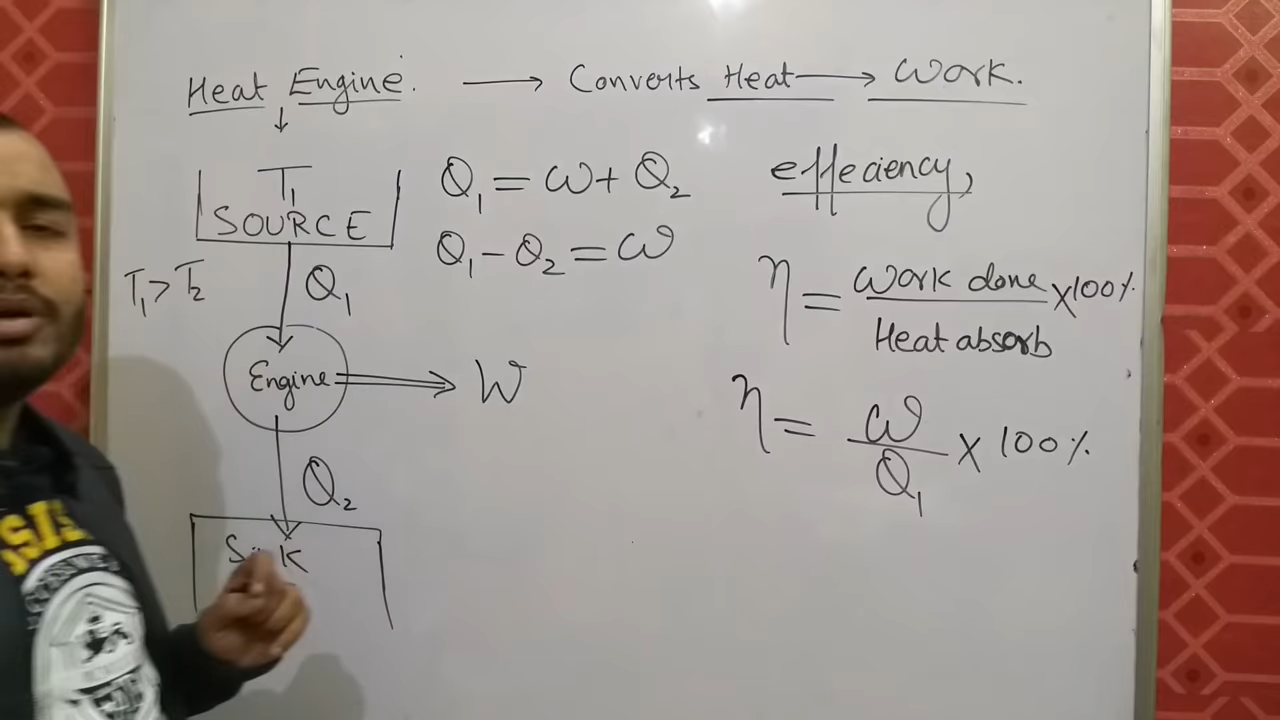 Heat Engine. → Converts Heat → Work.
↓
T₁
SOURCE
T₁ > T₂
Q₁
Engine
W
Q₂
Q₁ = W + Q₂
Q₁ - Q₂ = W
effeciency,
η = Work done / Heat absorb × 100%
η = W / Q₁ × 100%